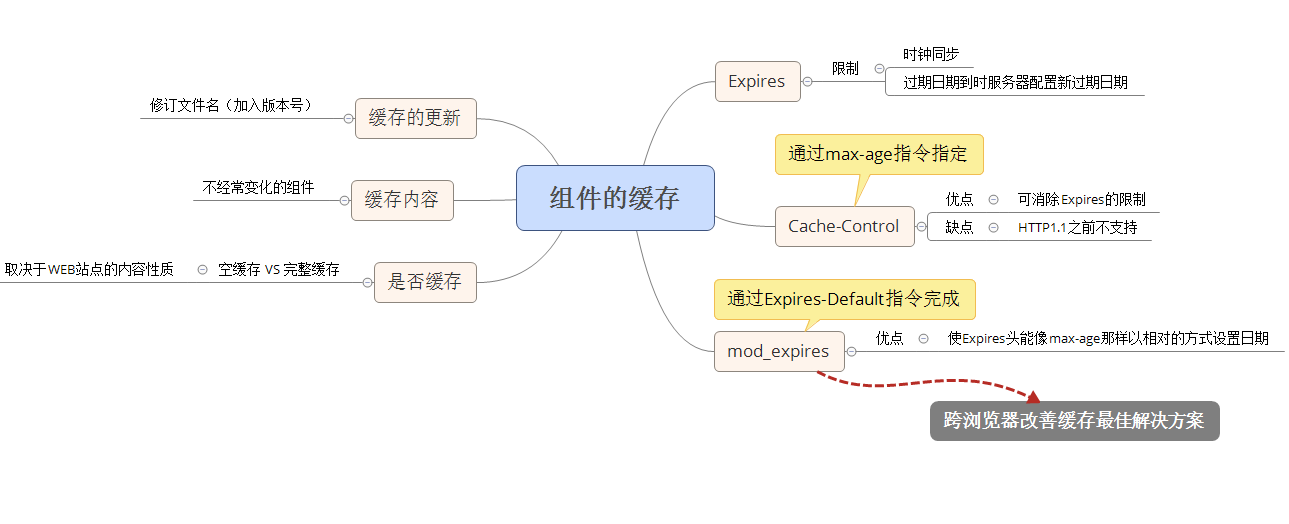 组件的缓存
Expires
限制
时钟同步
过期日期到时服务器配置新过期日期
通过max-age指令指定
Cache-Control
优点
可消除Expires的限制
缺点
HTTP1.1之前不支持
通过Expires-Default指令完成
mod_expires
优点
使Expires头能像max-age那样以相对的方式设置日期
跨浏览器改善缓存最佳解决方案
缓存的更新
修订文件名（加入版本号）
缓存内容
不经常变化的组件
是否缓存
空缓存 VS 完整缓存
取决于WEB站点的内容性质